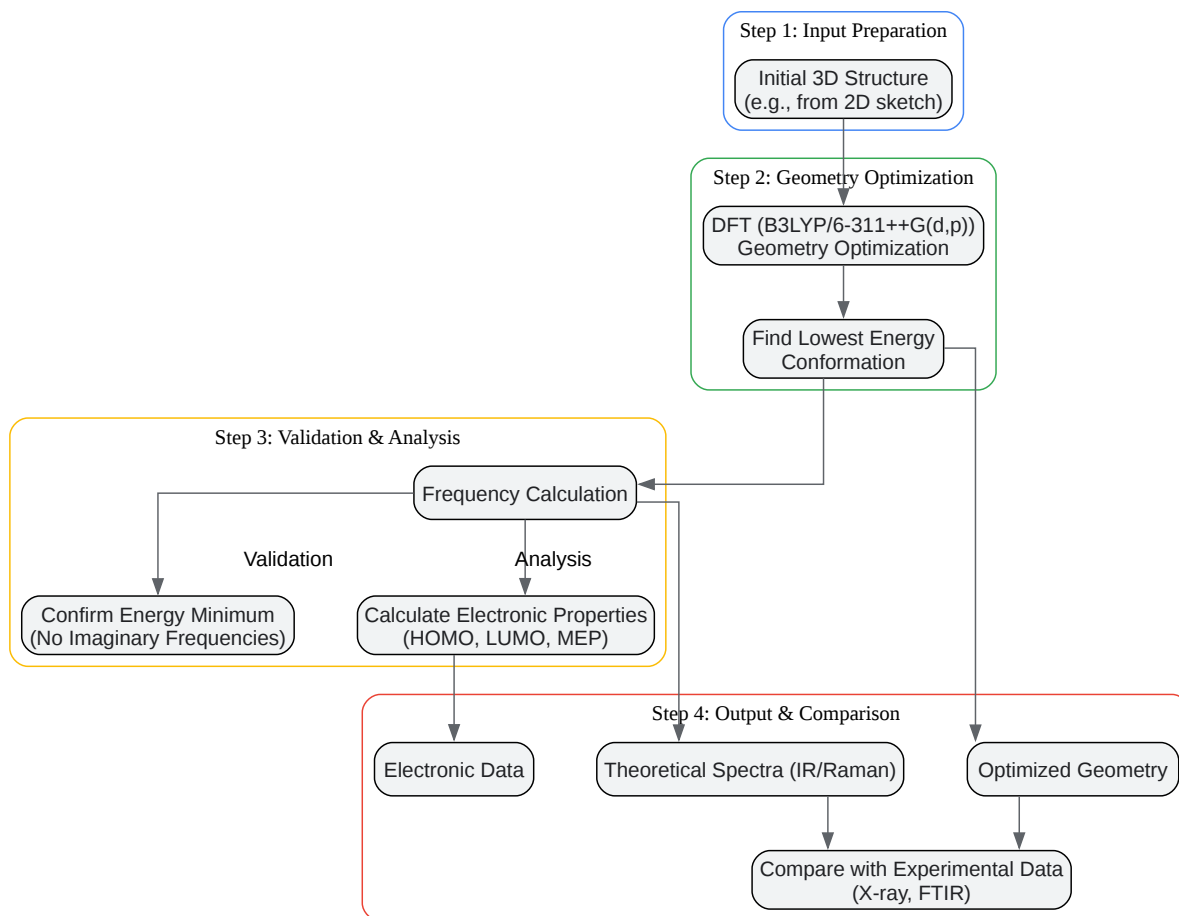 Step 1: Input Preparation
Initial 3D Structure
(e.g., from 2D sketch)
Step 2: Geometry Optimization
DFT (B3LYP/6-311++G(d,p))
Geometry Optimization
Find Lowest Energy
Conformation
Step 3: Validation & Analysis
Frequency Calculation
Validation
Analysis
Confirm Energy Minimum
(No Imaginary Frequencies)
Calculate Electronic Properties
(HOMO, LUMO, MEP)
Step 4: Output & Comparison
Electronic Data
Theoretical Spectra (IR/Raman)
Optimized Geometry
Compare with Experimental Data
(X-ray, FTIR)